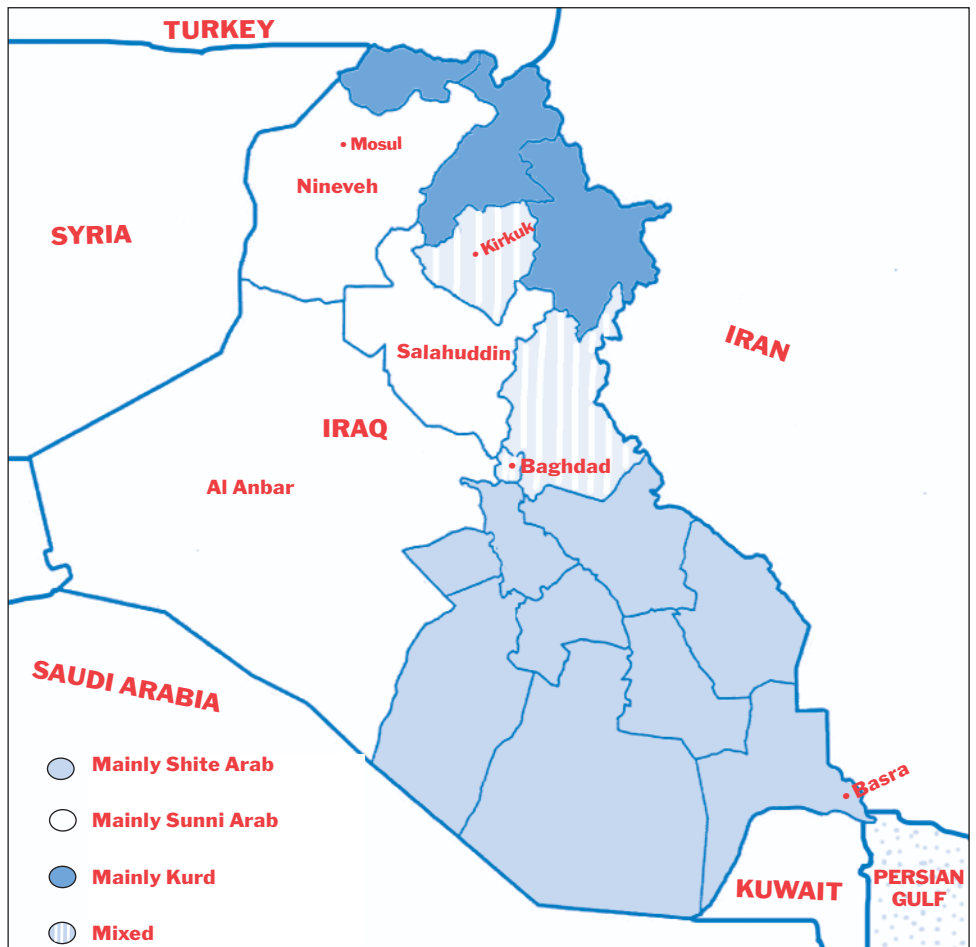 TURKEY
• Mosul
Nineveh
SYRIA
• Kirkuk
IRAN
Salahuddin
IRAQ
• Baghdad
Al Anbar
SAUDI ARABIA
Mainly Shite Arab
• Basra
Mainly Sunni Arab
Mainly Kurd
KUWAIT
PERSIAN
GULF
Mixed